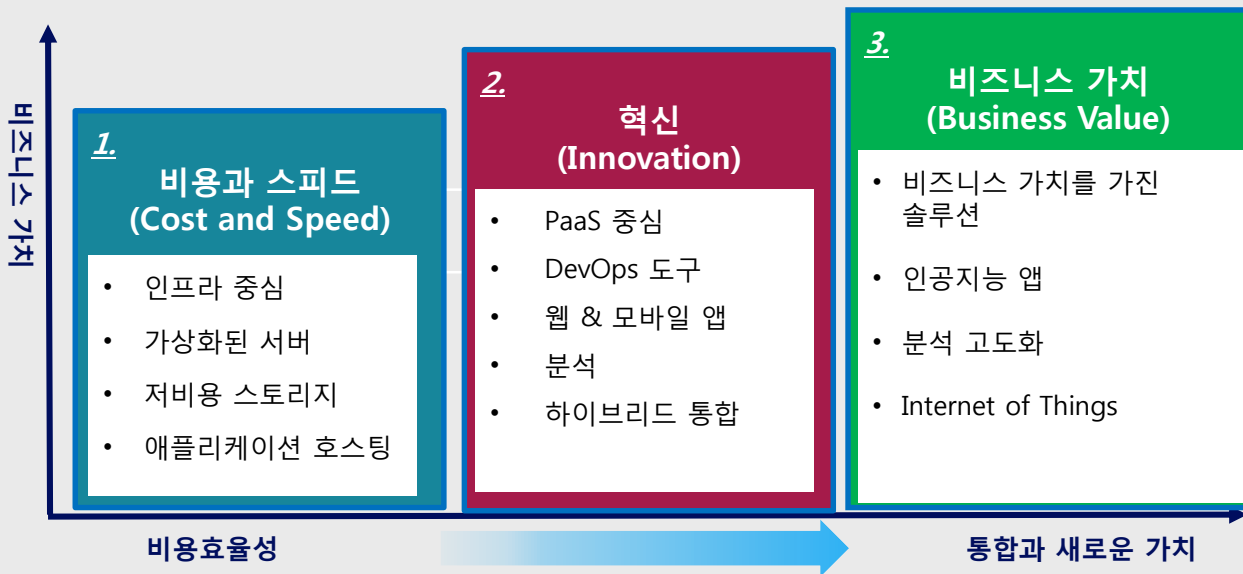 비즈니스 가치
1.
비용과 스피드
(Cost and Speed)
• 인프라 중심
• 가상화된 서버
• 저비용 스토리지
• 애플리케이션 호스팅
2.
혁신
(Innovation)
• PaaS 중심
• DevOps 도구
• 웹 & 모바일 앱
• 분석
• 하이브리드 통합
3.
비즈니스 가치
(Business Value)
• 비즈니스 가치를 가진
솔루션
• 인공지능 앱
• 분석 고도화
• Internet of Things
비용효율성
통합과 새로운 가치